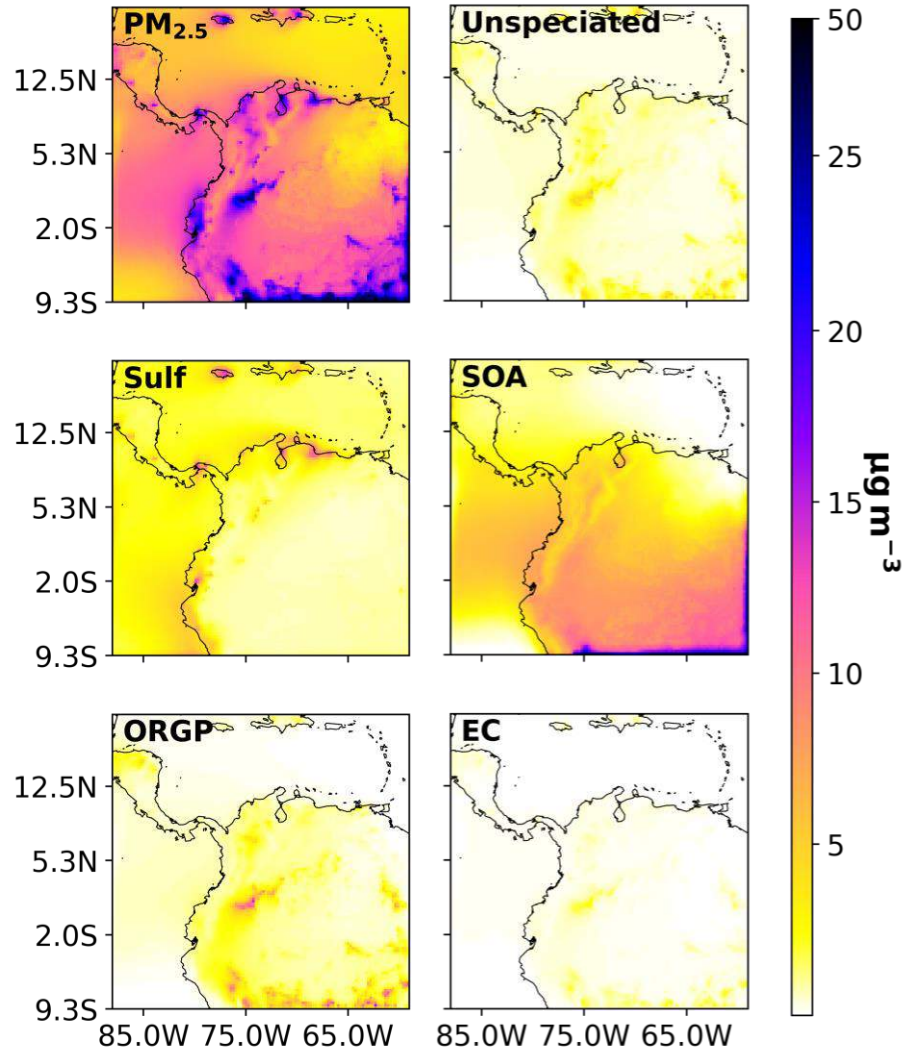 PM2.5
Unspeciated
12.5N
5.3N
2.0S
9.3S
Sulf
SOA
12.5N
5.3N
2.0S
9.3S
ORGP
EC
12.5N
5.3N
2.0S
9.3S
85.0W 75.0W 65.0W
85.0W 75.0W 65.0W
50
25
20
15
10
5
μg m⁻³